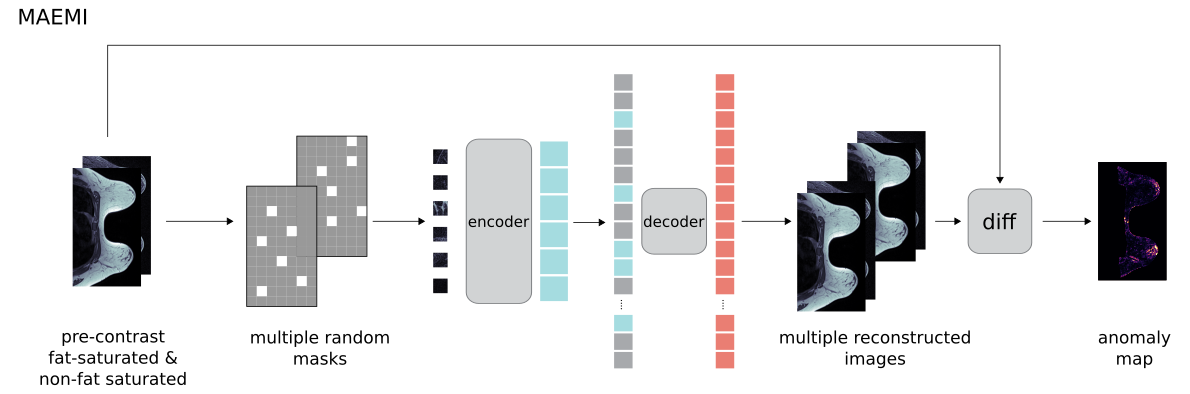 MAEMI
encoder
decoder
diff
pre-contrast
fat-saturated &
non-fat saturated
multiple random
masks
multiple reconstructed
images
anomaly
map